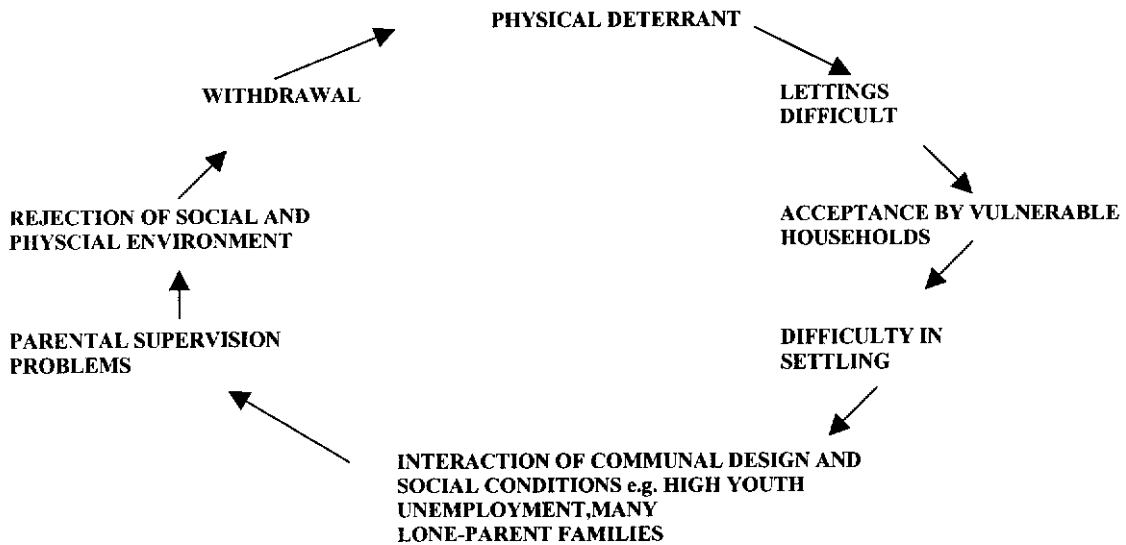 PHYSICAL DETERRANT
LETTINGS
DIFFICULT
ACCEPTANCE BY VULNERABLE
HOUSEHOLDS
DIFFICULTY IN
SETTLING
INTERACTION OF COMMUNAL DESIGN AND
SOCIAL CONDITIONS e.g. HIGH YOUTH
UNEMPLOYMENT,MANY
LONE-PARENT FAMILIES
PARENTAL SUPERVISION
PROBLEMS
REJECTION OF SOCIAL AND
PHYSCIAL ENVIRONMENT
WITHDRAWAL